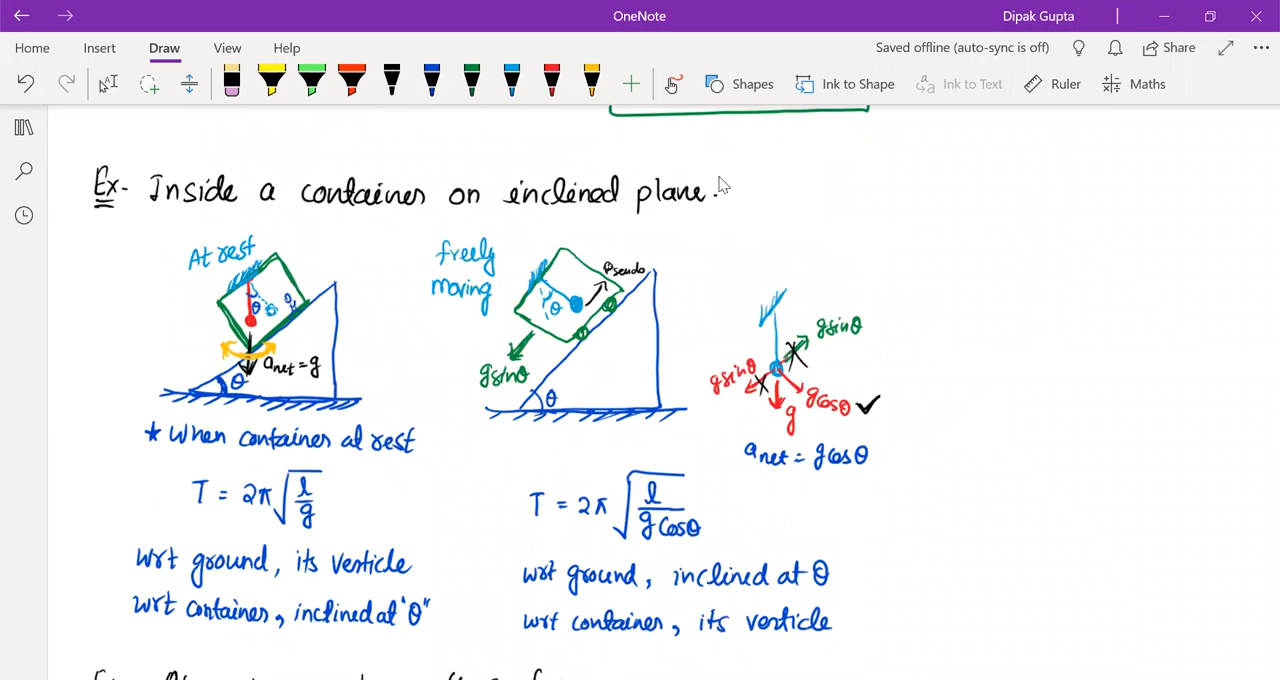 OneNote
Dipak Gupta
Home Insert Draw View Help
Saved offline (auto-sync is off)
Share
Shapes
Ink to Shape
Ink to Text
Ruler
Maths
Ex- Inside a container on inclined plane.
At rest
θ
θ
a net = g
θ
freely
moving
Pseudo
θ
gsinθ
θ
gsinθ
gsinθ
gcosθ
g
a net = gcosθ
* When container at rest
T = 2π√(l/g)
wrt ground, its verticle
wrt container, inclined at "θ"
T = 2π√(l/g Cosθ)
wrt ground, inclined at θ
wrt container, its verticle